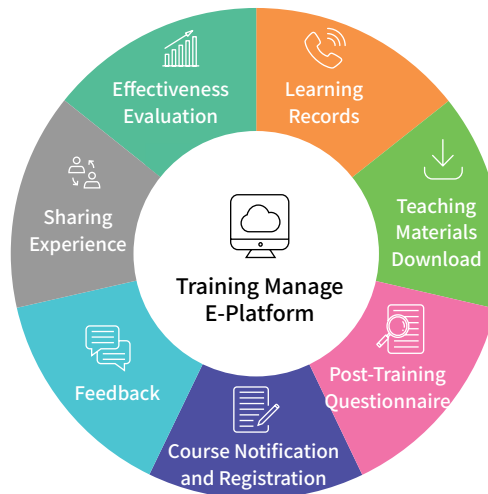 Effectiveness
Evaluation
Learning
Records
Sharing
Experience
Teaching
Materials
Download
Training Manage
E-Platform
Feedback
Post-Training
Questionnaire
Course Notification
and Registration